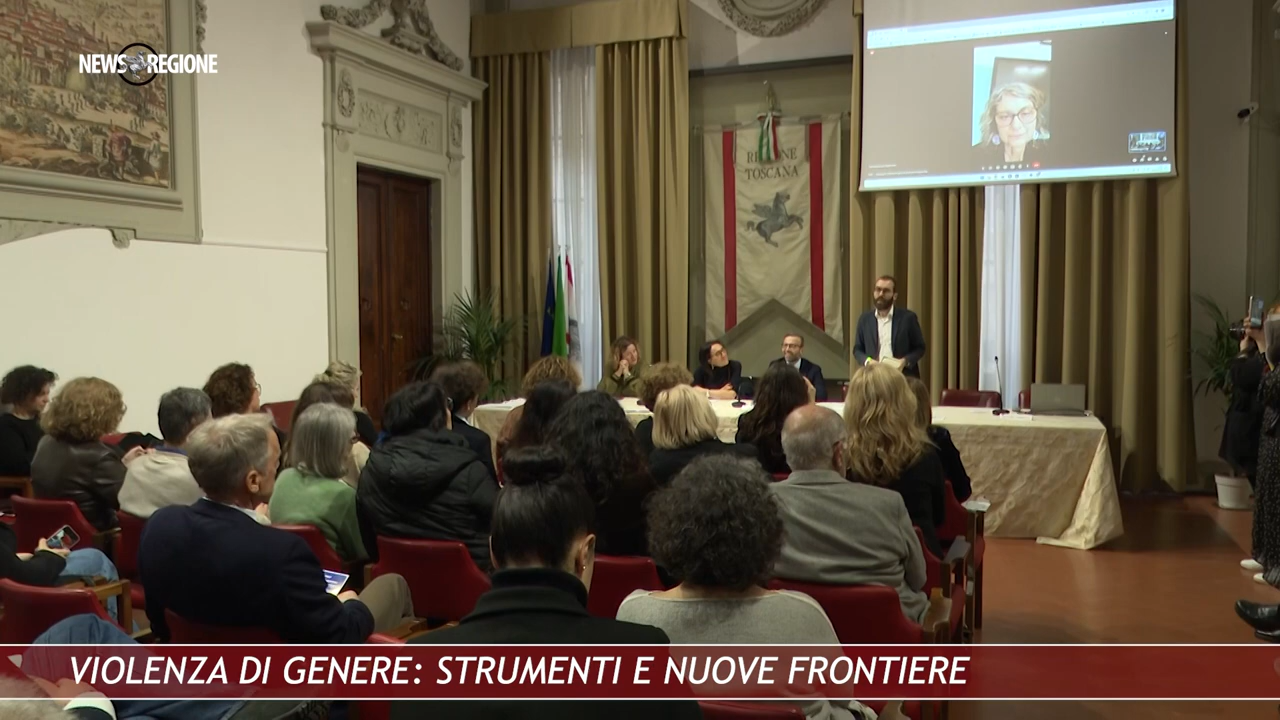 NEWS REGIONE
REGIONE
TOSCANA
VIOLENZA DI GENERE: STRUMENTI E NUOVE FRONTIERE